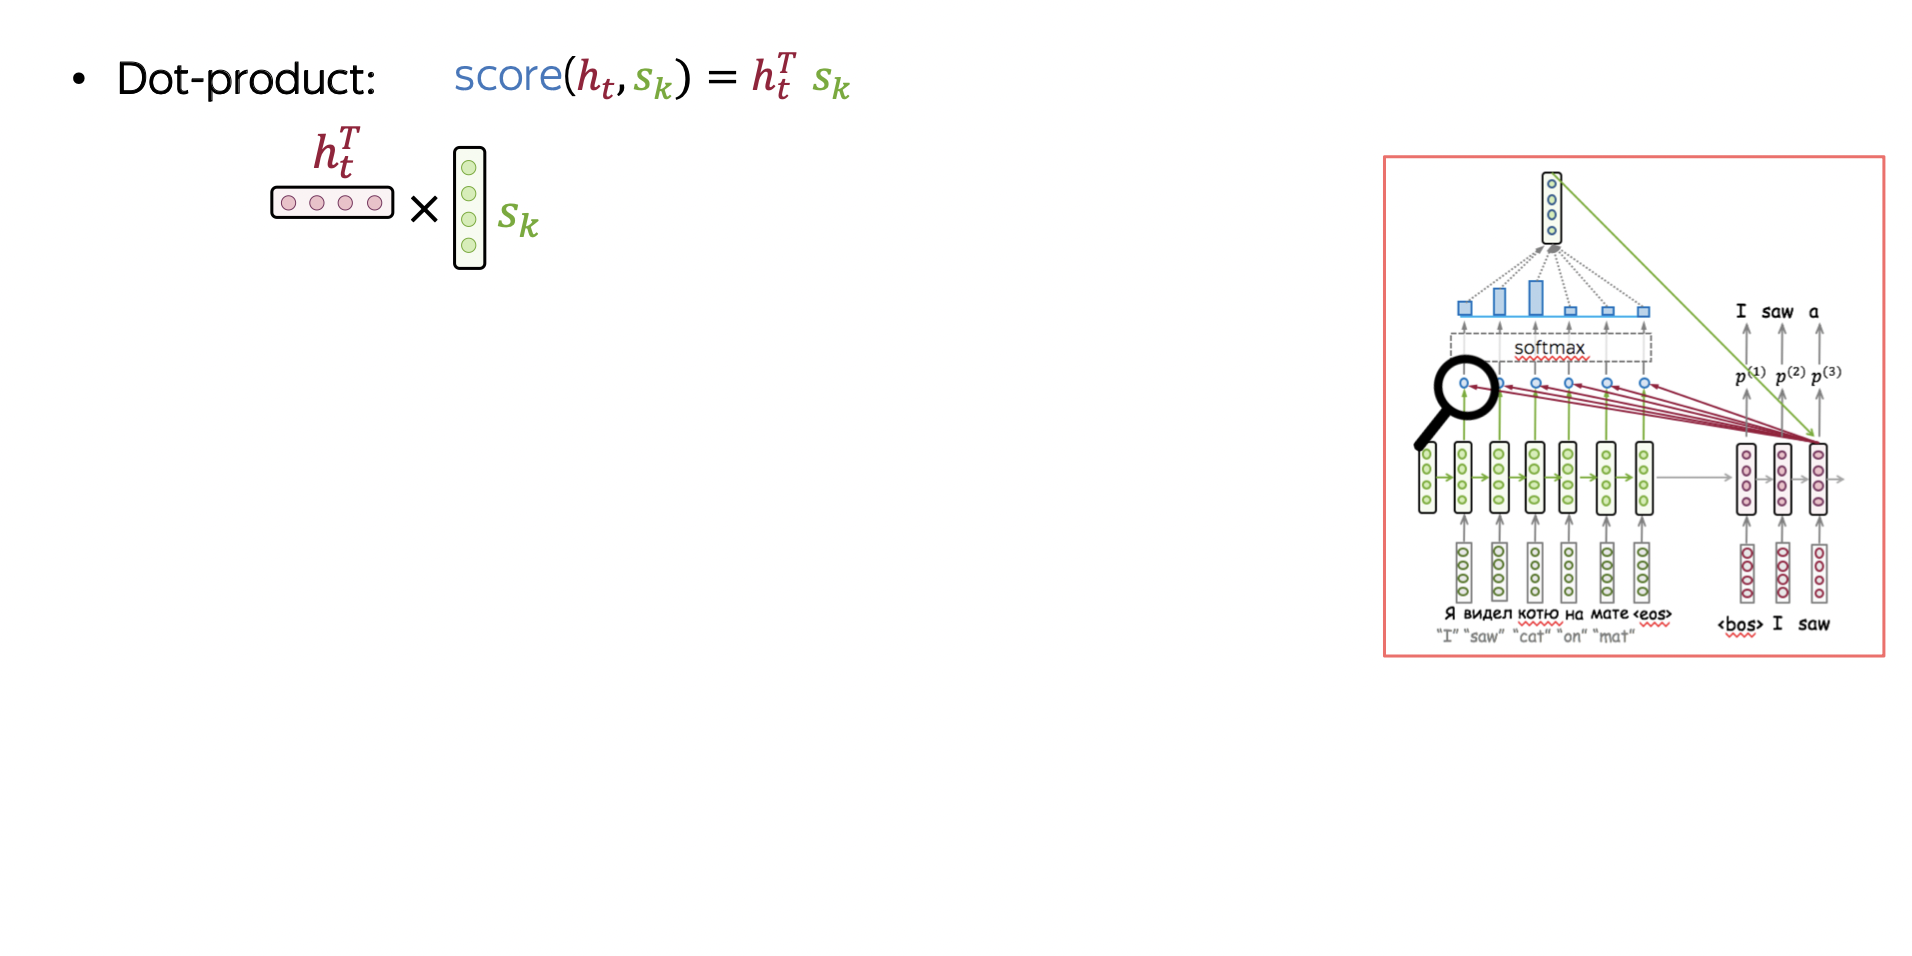 • Dot-product: score(h_t, s_k) = h_t^T s_k
h_t^T
× s_k
I saw a
softmax
p^(1) p^(2) p^(3)
Я видел котю на мате <eos>
"I" "saw" "cat" "on" "mat"
<bos> I saw